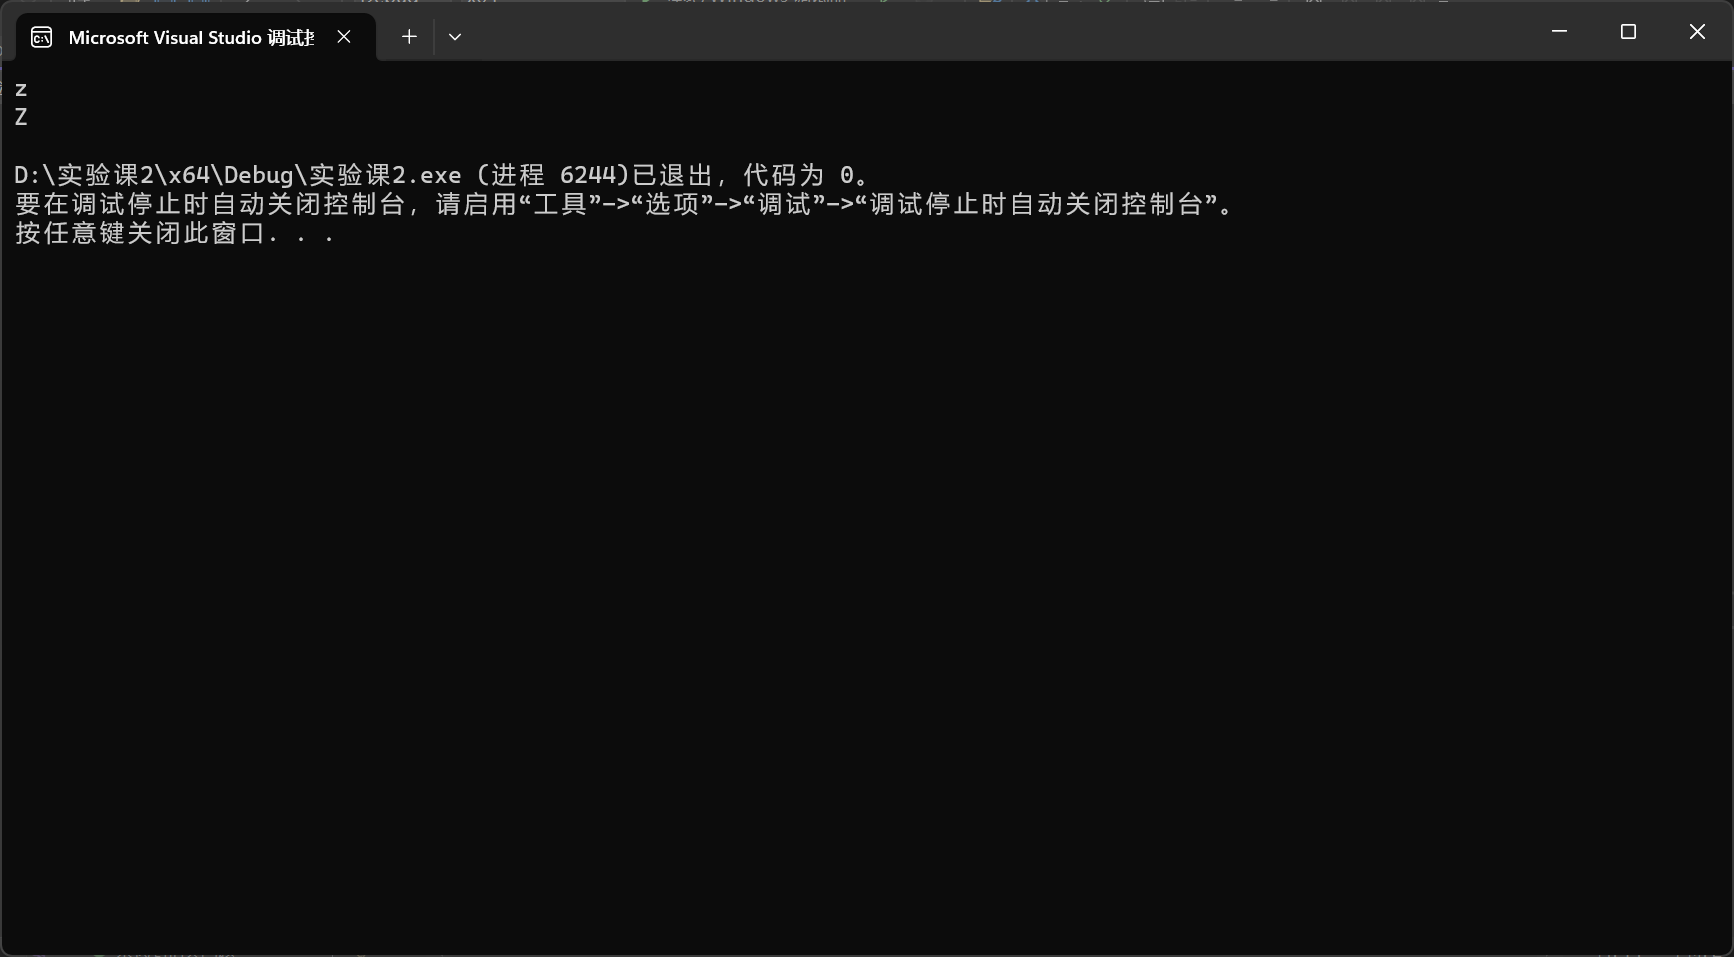 Microsoft Visual Studio 调试
z
Z
D:\实验课2\x64\Debug\实验课2.exe (进程 6244)已退出，代码为 0。
要在调试停止时自动关闭控制台，请启用“工具”->“选项”->“调试”->“调试停止时自动关闭控制台”。
按任意键关闭此窗口. . .